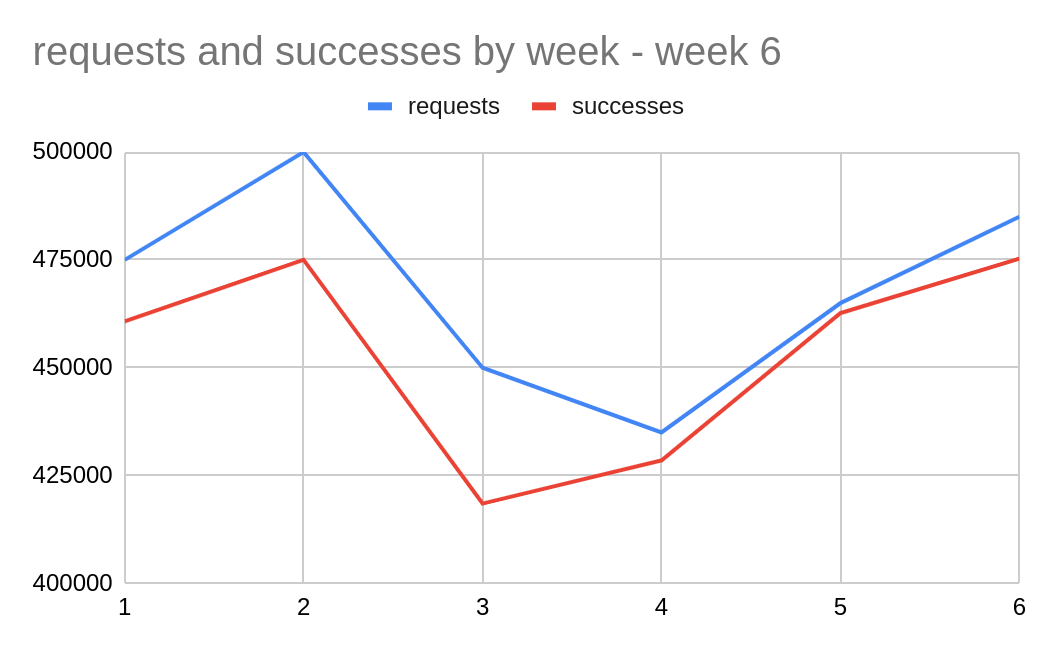 requests and successes by week - week 6
requests successes
500000
475000
450000
425000
400000
1 2 3 4 5 6